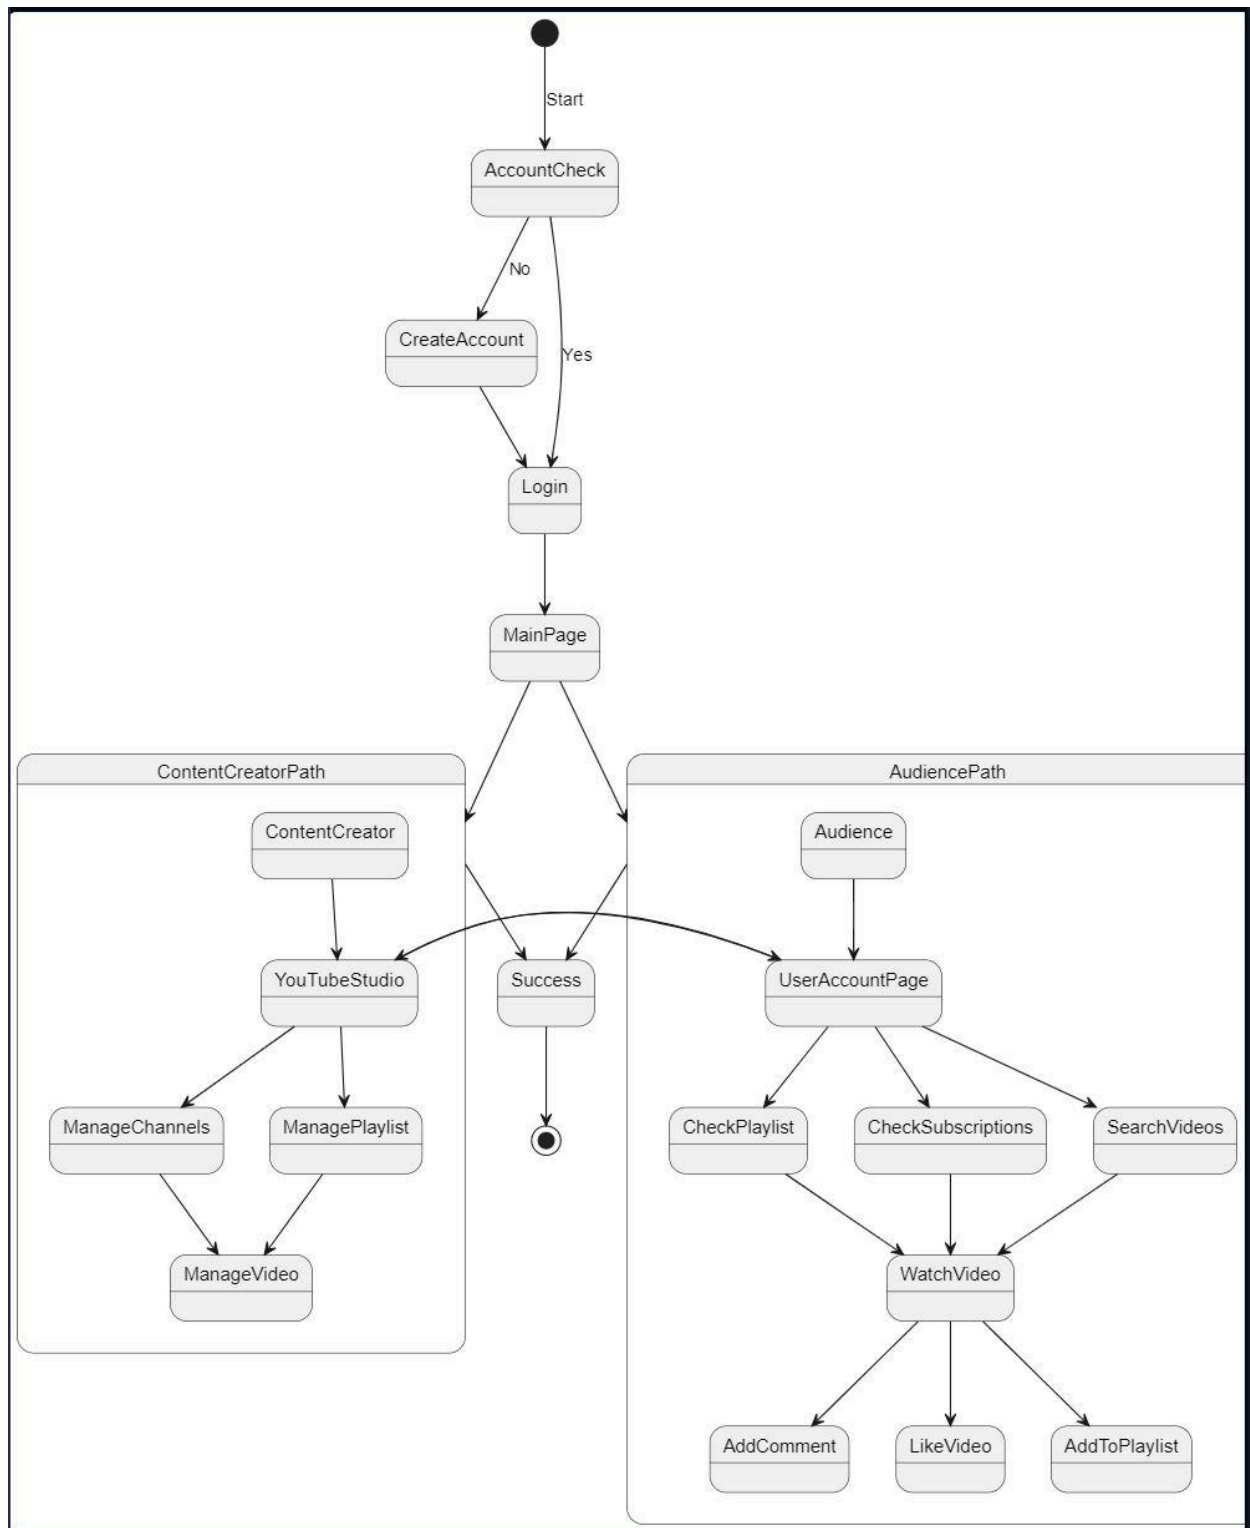 Start
AccountCheck
No
CreateAccount
Yes
Login
MainPage
ContentCreatorPath
AudiencePath
ContentCreator
Audience
YouTubeStudio
Success
UserAccountPage
ManageChannels
ManagePlaylist
CheckPlaylist
CheckSubscriptions
SearchVideos
ManageVideo
WatchVideo
AddComment
LikeVideo
AddToPlaylist